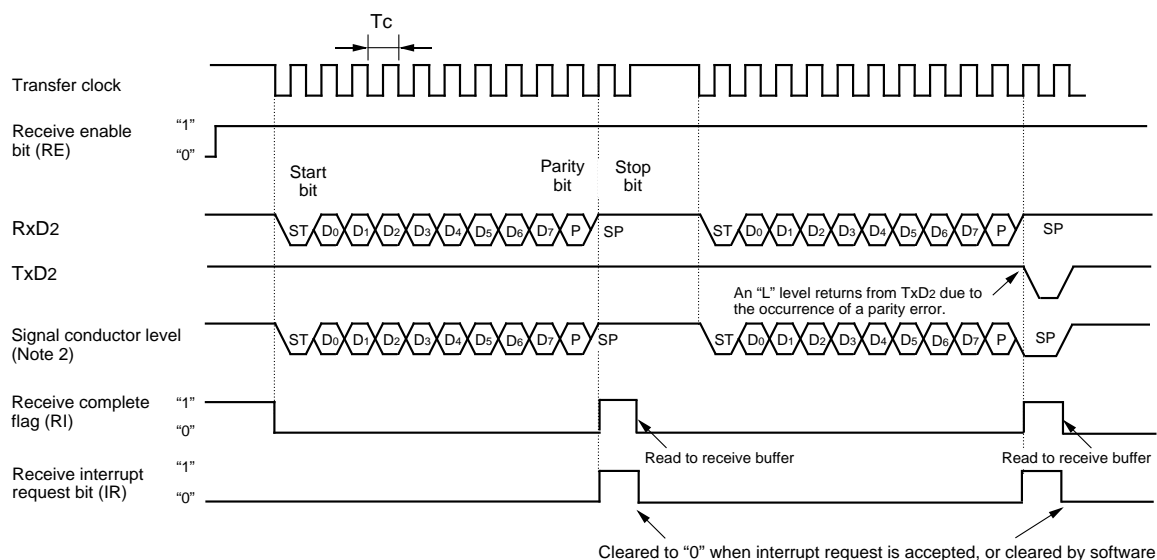 Tc
Transfer clock
Receive enable
bit (RE)
“1”
“0”
Start
bit
Parity
bit
Stop
bit
RxD2
ST D0 D1 D2 D3 D4 D5 D6 D7 P SP
ST D0 D1 D2 D3 D4 D5 D6 D7 P SP
TxD2
An “L” level returns from TxD2 due to
the occurrence of a parity error.
Signal conductor level
(Note 2)
ST D0 D1 D2 D3 D4 D5 D6 D7 P SP
ST D0 D1 D2 D3 D4 D5 D6 D7 P SP
Receive complete
flag (RI)
“1”
“0”
Read to receive buffer
Read to receive buffer
Receive interrupt
request bit (IR)
“1”
“0”
Cleared to “0” when interrupt request is accepted, or cleared by software